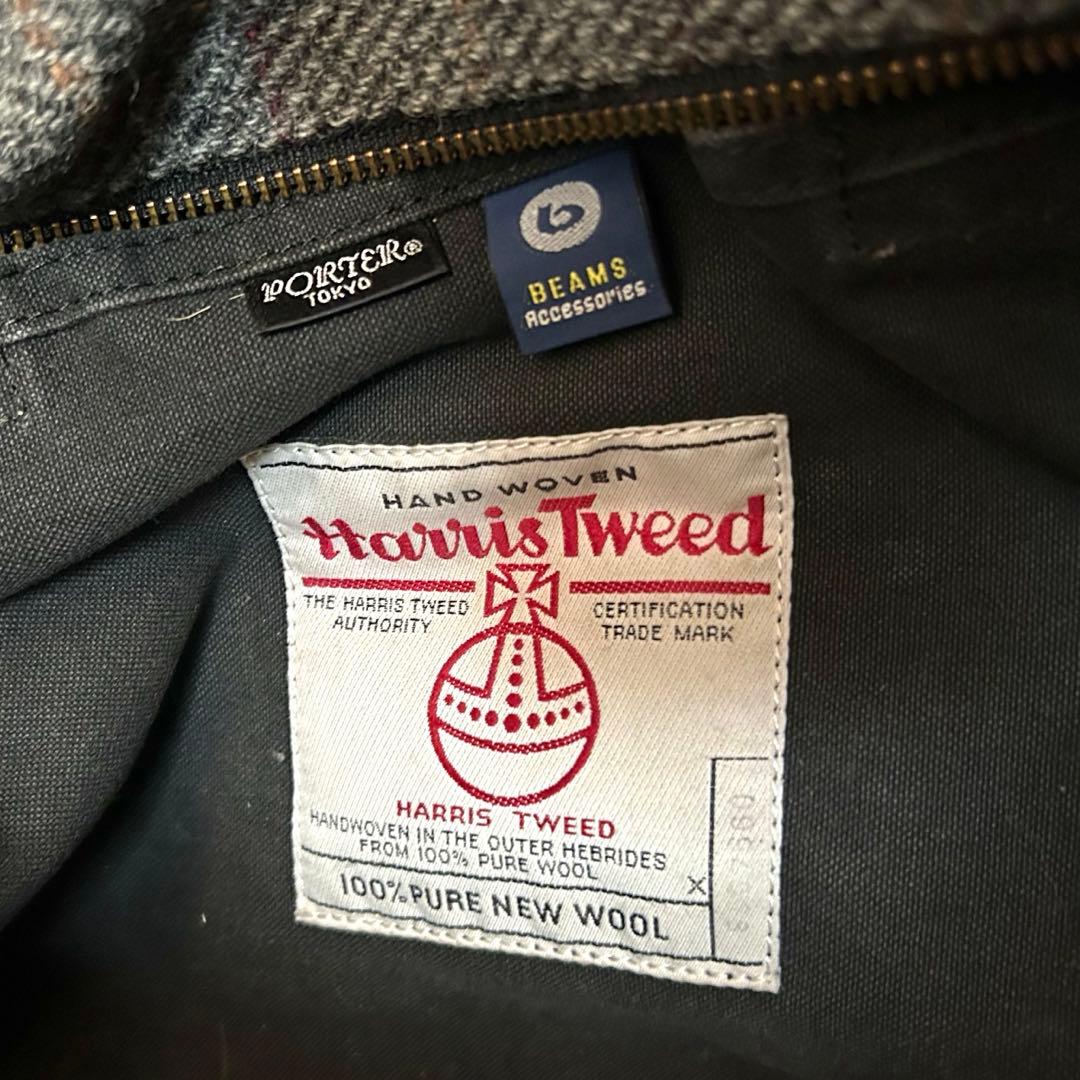 PORTER®
TOKYO
b
BEAMS
Accessories
HAND WOVEN
Harris Tweed
THE HARRIS TWEED
AUTHORITY
CERTIFICATION
TRADE MARK
HARRIS TWEED
HANDWOVEN IN THE OUTER HEBRIDES
FROM 100% PURE WOOL
X
100% PURE NEW WOOL